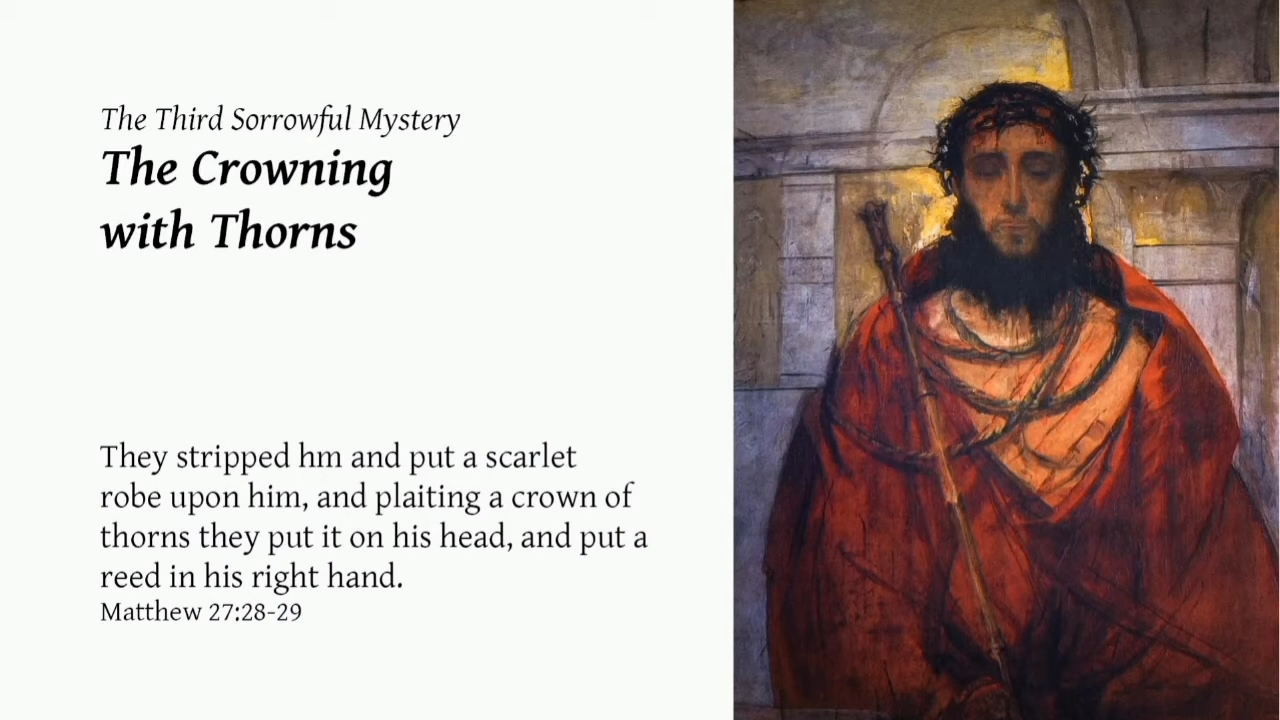 The Third Sorrowful Mystery
The Crowning
with Thorns
They stripped hm and put a scarlet
robe upon him, and plaiting a crown of
thorns they put it on his head, and put a
reed in his right hand.
Matthew 27:28-29